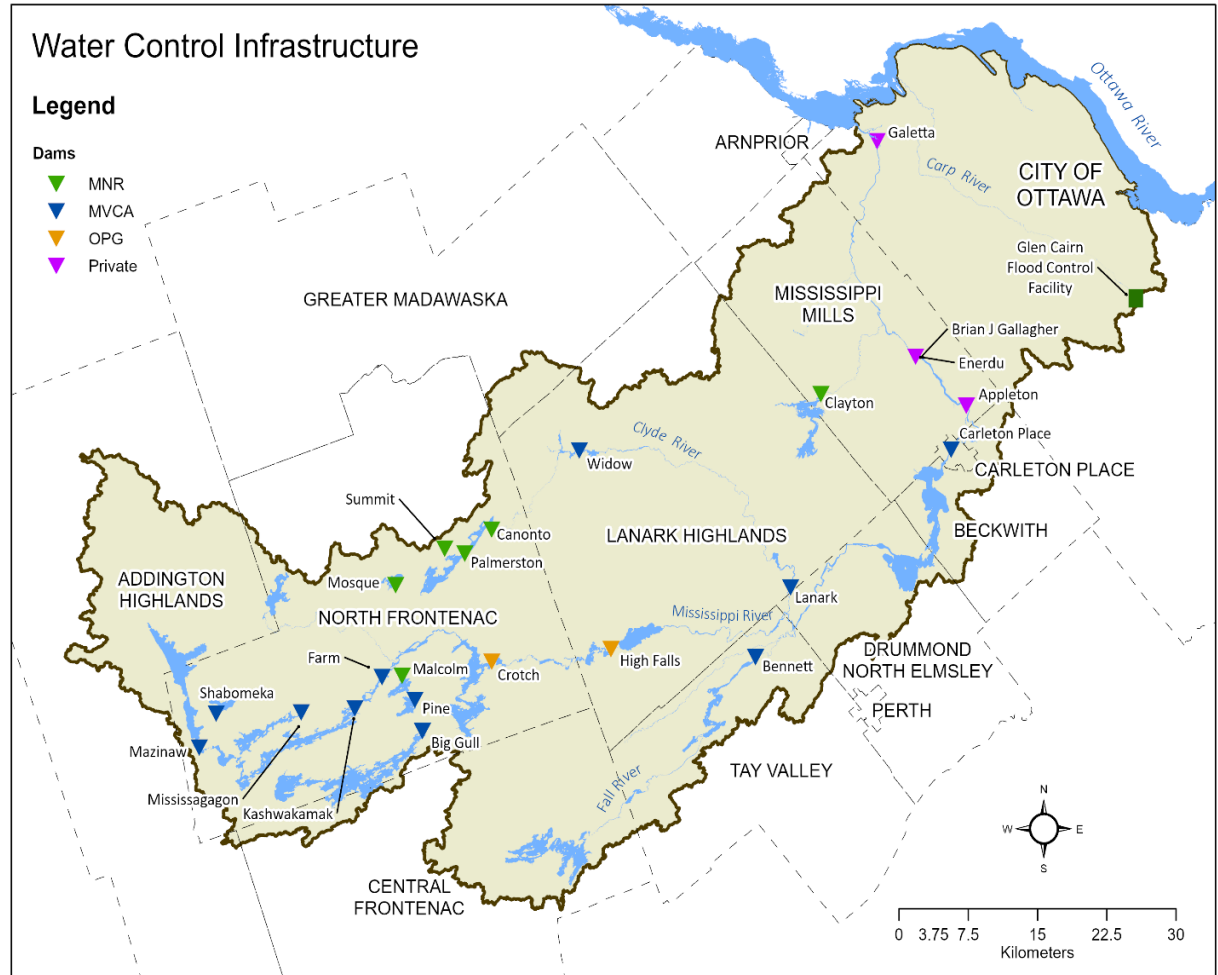 Water Control Infrastructure
Legend
Dams
MNR
MVCA
OPG
Private
Ottawa River
ARNPRIOR
Galetta
Carp River
CITY OF
OTTAWA
Glen Cairn
Flood Control
Facility
GREATER MADAWASKA
MISSISSIPPI
MILLS
Brian J Gallagher
Enerdu
Clayton
Appleton
Carleton Place
CARLETON PLACE
Clyde River
Widow
BECKWITH
Summit
Canonto
Palmerston
LANARK HIGHLANDS
ADDINGTON
HIGHLANDS
Mosque
NORTH FRONTENAC
Lanark
Mississippi River
DRUMMOND
NORTH ELMSLEY
Farm
Malcolm
Crotch
High Falls
Bennett
PERTH
Shabomeka
Pine
Big Gull
Mazinaw
Mississagagon
Kashwakamak
Fall River
TAY VALLEY
CENTRAL
FRONTENAC
N
W E
S
0 3.75 7.5 15 22.5 30
Kilometers